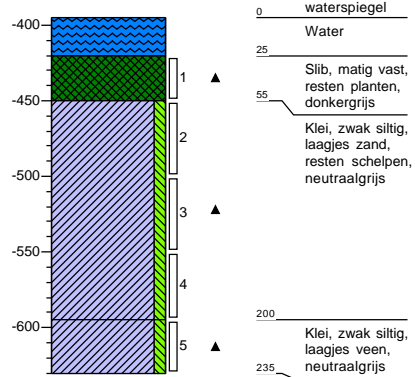 waterspiegel
0
-400
Water
25
Slib, matig vast,
resten planten,
donkergrijs
1
-450
55
Klei, zwak siltig,
laagjes zand,
resten schelpen,
neutraalgrijs
2
-500
3
-550
4
-600
200
Klei, zwak siltig,
laagjes veen,
neutraalgrijs
5
235